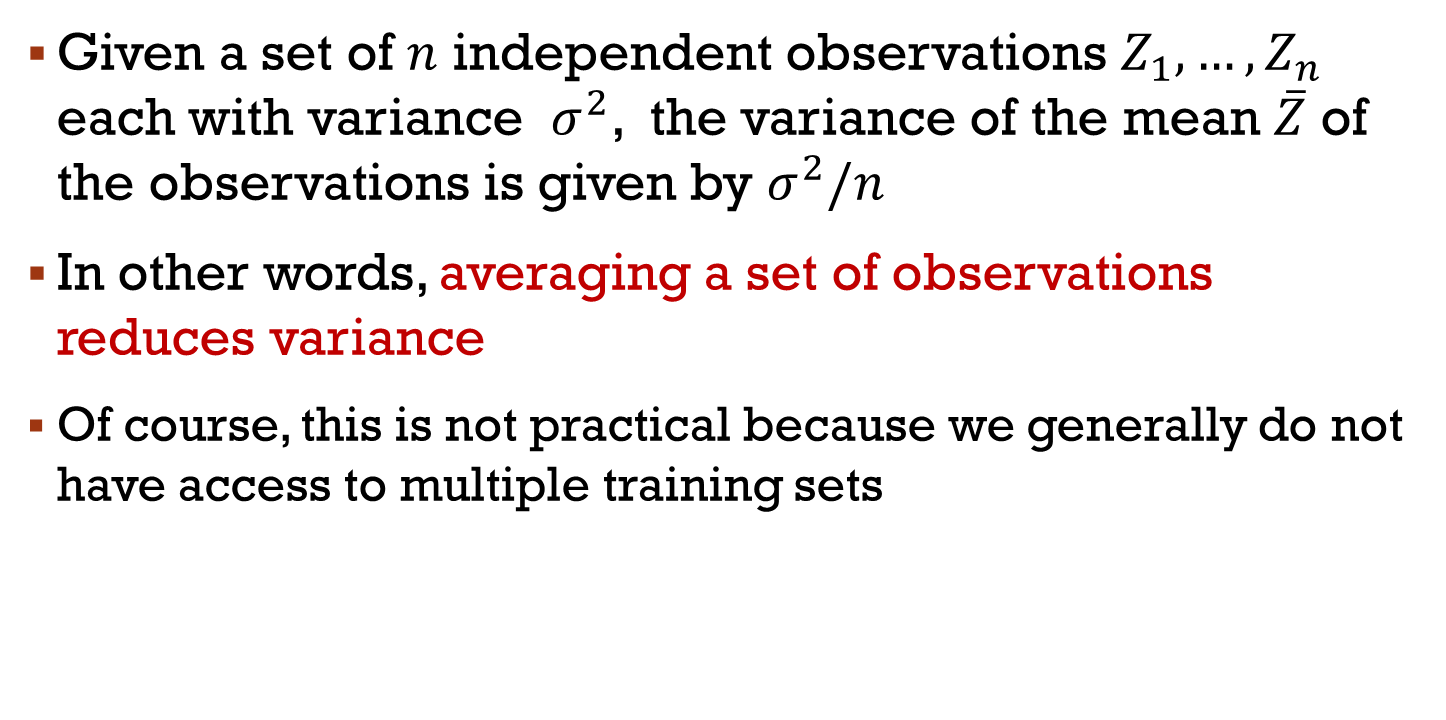 ▪ Given a set of 𝑛 independent observations 𝑍₁, … , 𝑍ₙ
each with variance 𝜎², the variance of the mean 𝑍̄ of
the observations is given by 𝜎²/𝑛
▪ In other words, averaging a set of observations
reduces variance
▪ Of course, this is not practical because we generally do not
have access to multiple training sets